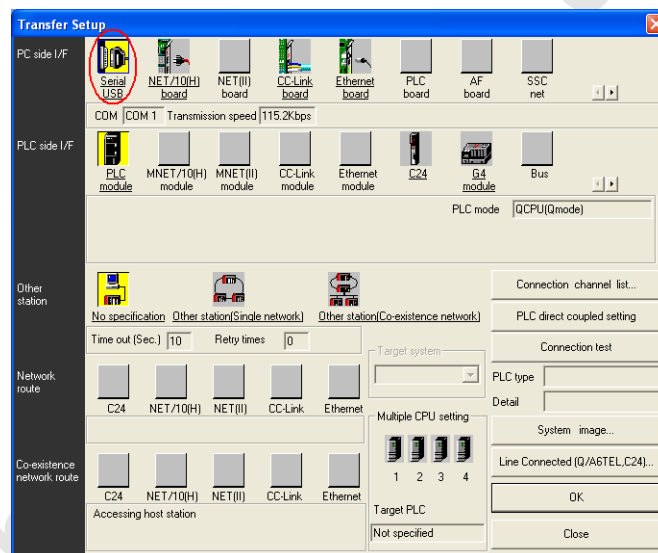 Transfer Setup
PC side I/F
Serial USB
NET/10(H) board
NET(II) board
CC-Link board
Ethernet board
PLC board
AF board
SSC net
COM COM 1 Transmission speed 115.2Kbps
PLC side I/F
PLC module
MNET/10(H) module
MNET(II) module
CC-Link module
Ethernet module
C24
G4 module
Bus
PLC mode QCPU(Qmode)
Other station
No specification
Other station(Single network)
Other station(Co-existence network)
Connection channel list...
PLC direct coupled setting
Time out (Sec.) 10 Retry times 0
Target system
Connection test
Network route
C24 NET/10(H) NET(II) CC-Link Ethernet
PLC type
Detail
Multiple CPU setting
System image...
Line Connected (Q/A6TEL,C24)...
Co-existence network route
C24 NET/10(H) NET(II) CC-Link Ethernet
1 2 3 4
Accessing host station
Target PLC
Not specified
OK
Close